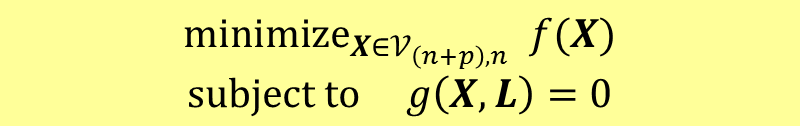 minimize_{X∈𝒱_{(n+p),n}} f(X)
subject to g(X, L) = 0